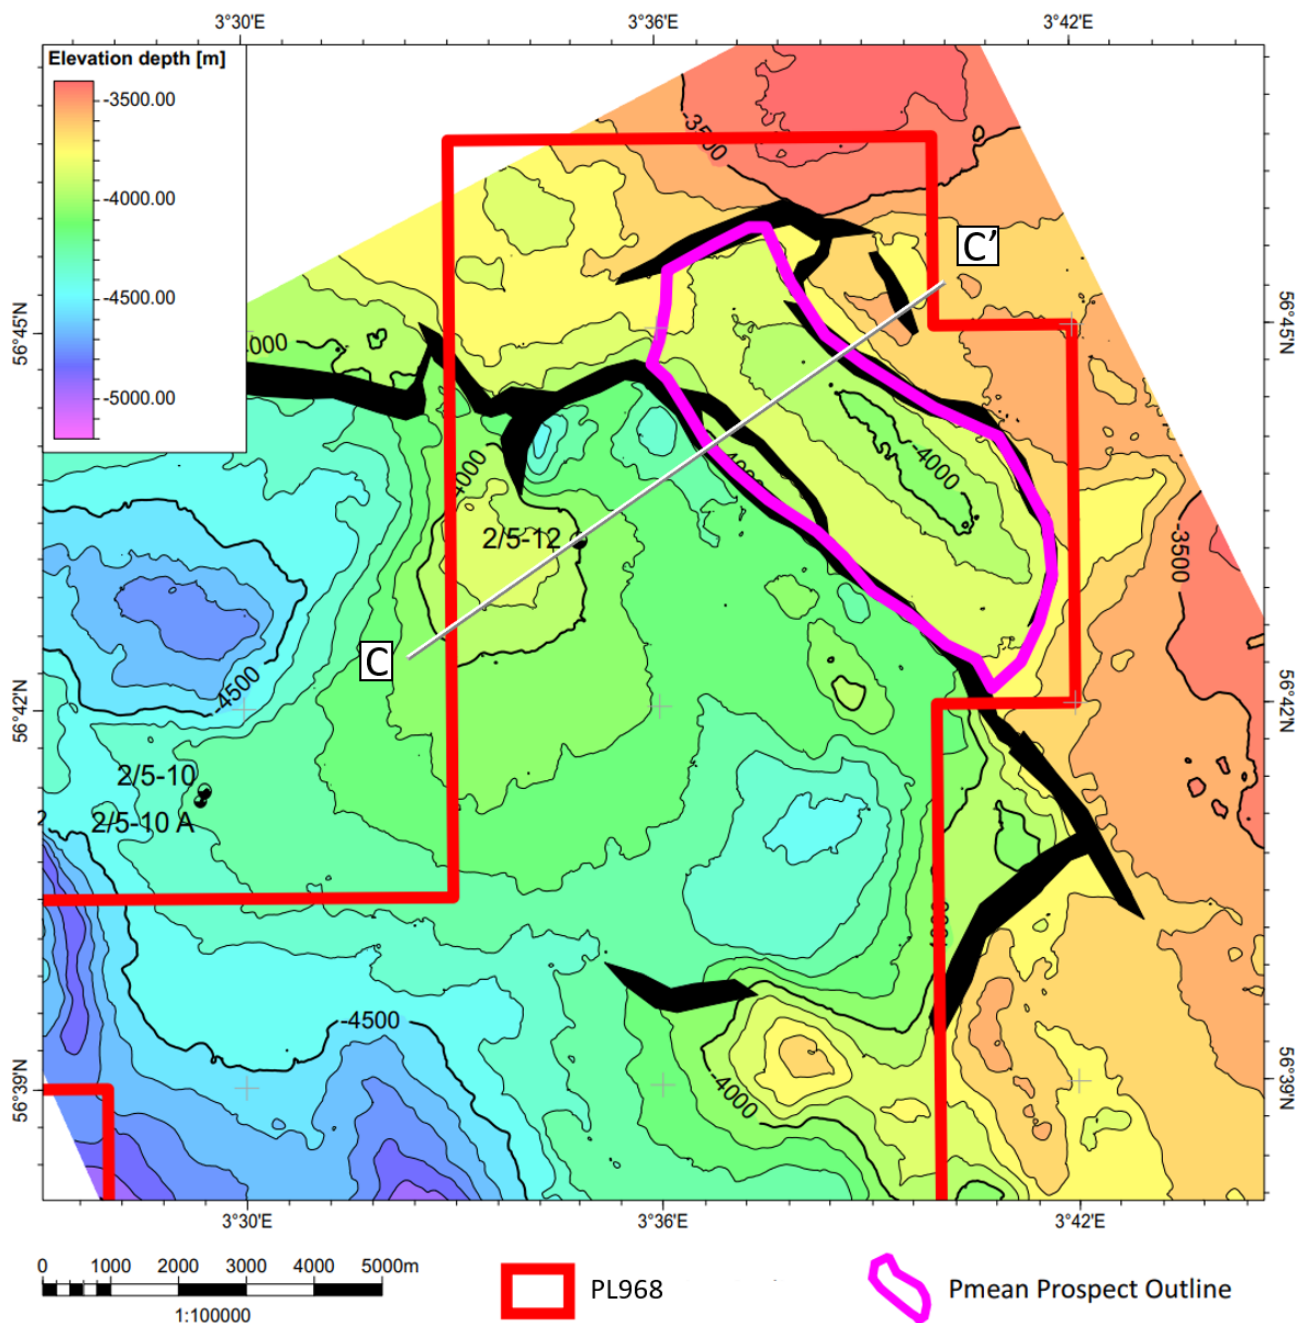 3°30'E 3°36'E 3°42'E
Elevation depth [m]
-3500.00
-4000.00
-4500.00
-5000.00
-3500
C’
56°45'N 56°45'N
000
-4000
4000
-4000
2/5-12
-3500
C
-4500
56°42'N 56°42'N
2/5-10
2/5-10 A
2
-4500
-4000
56°39'N 56°39'N
3°30'E 3°36'E 3°42'E
0 1000 2000 3000 4000 5000m
1:100000
PL968
Pmean Prospect Outline